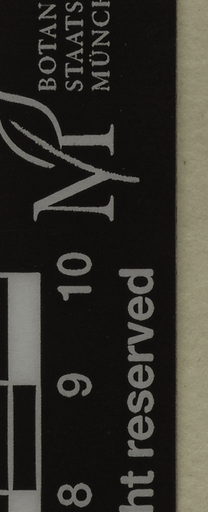 BOTAN
STAATS
MÜNCH
M
8 9 10
ht reserved